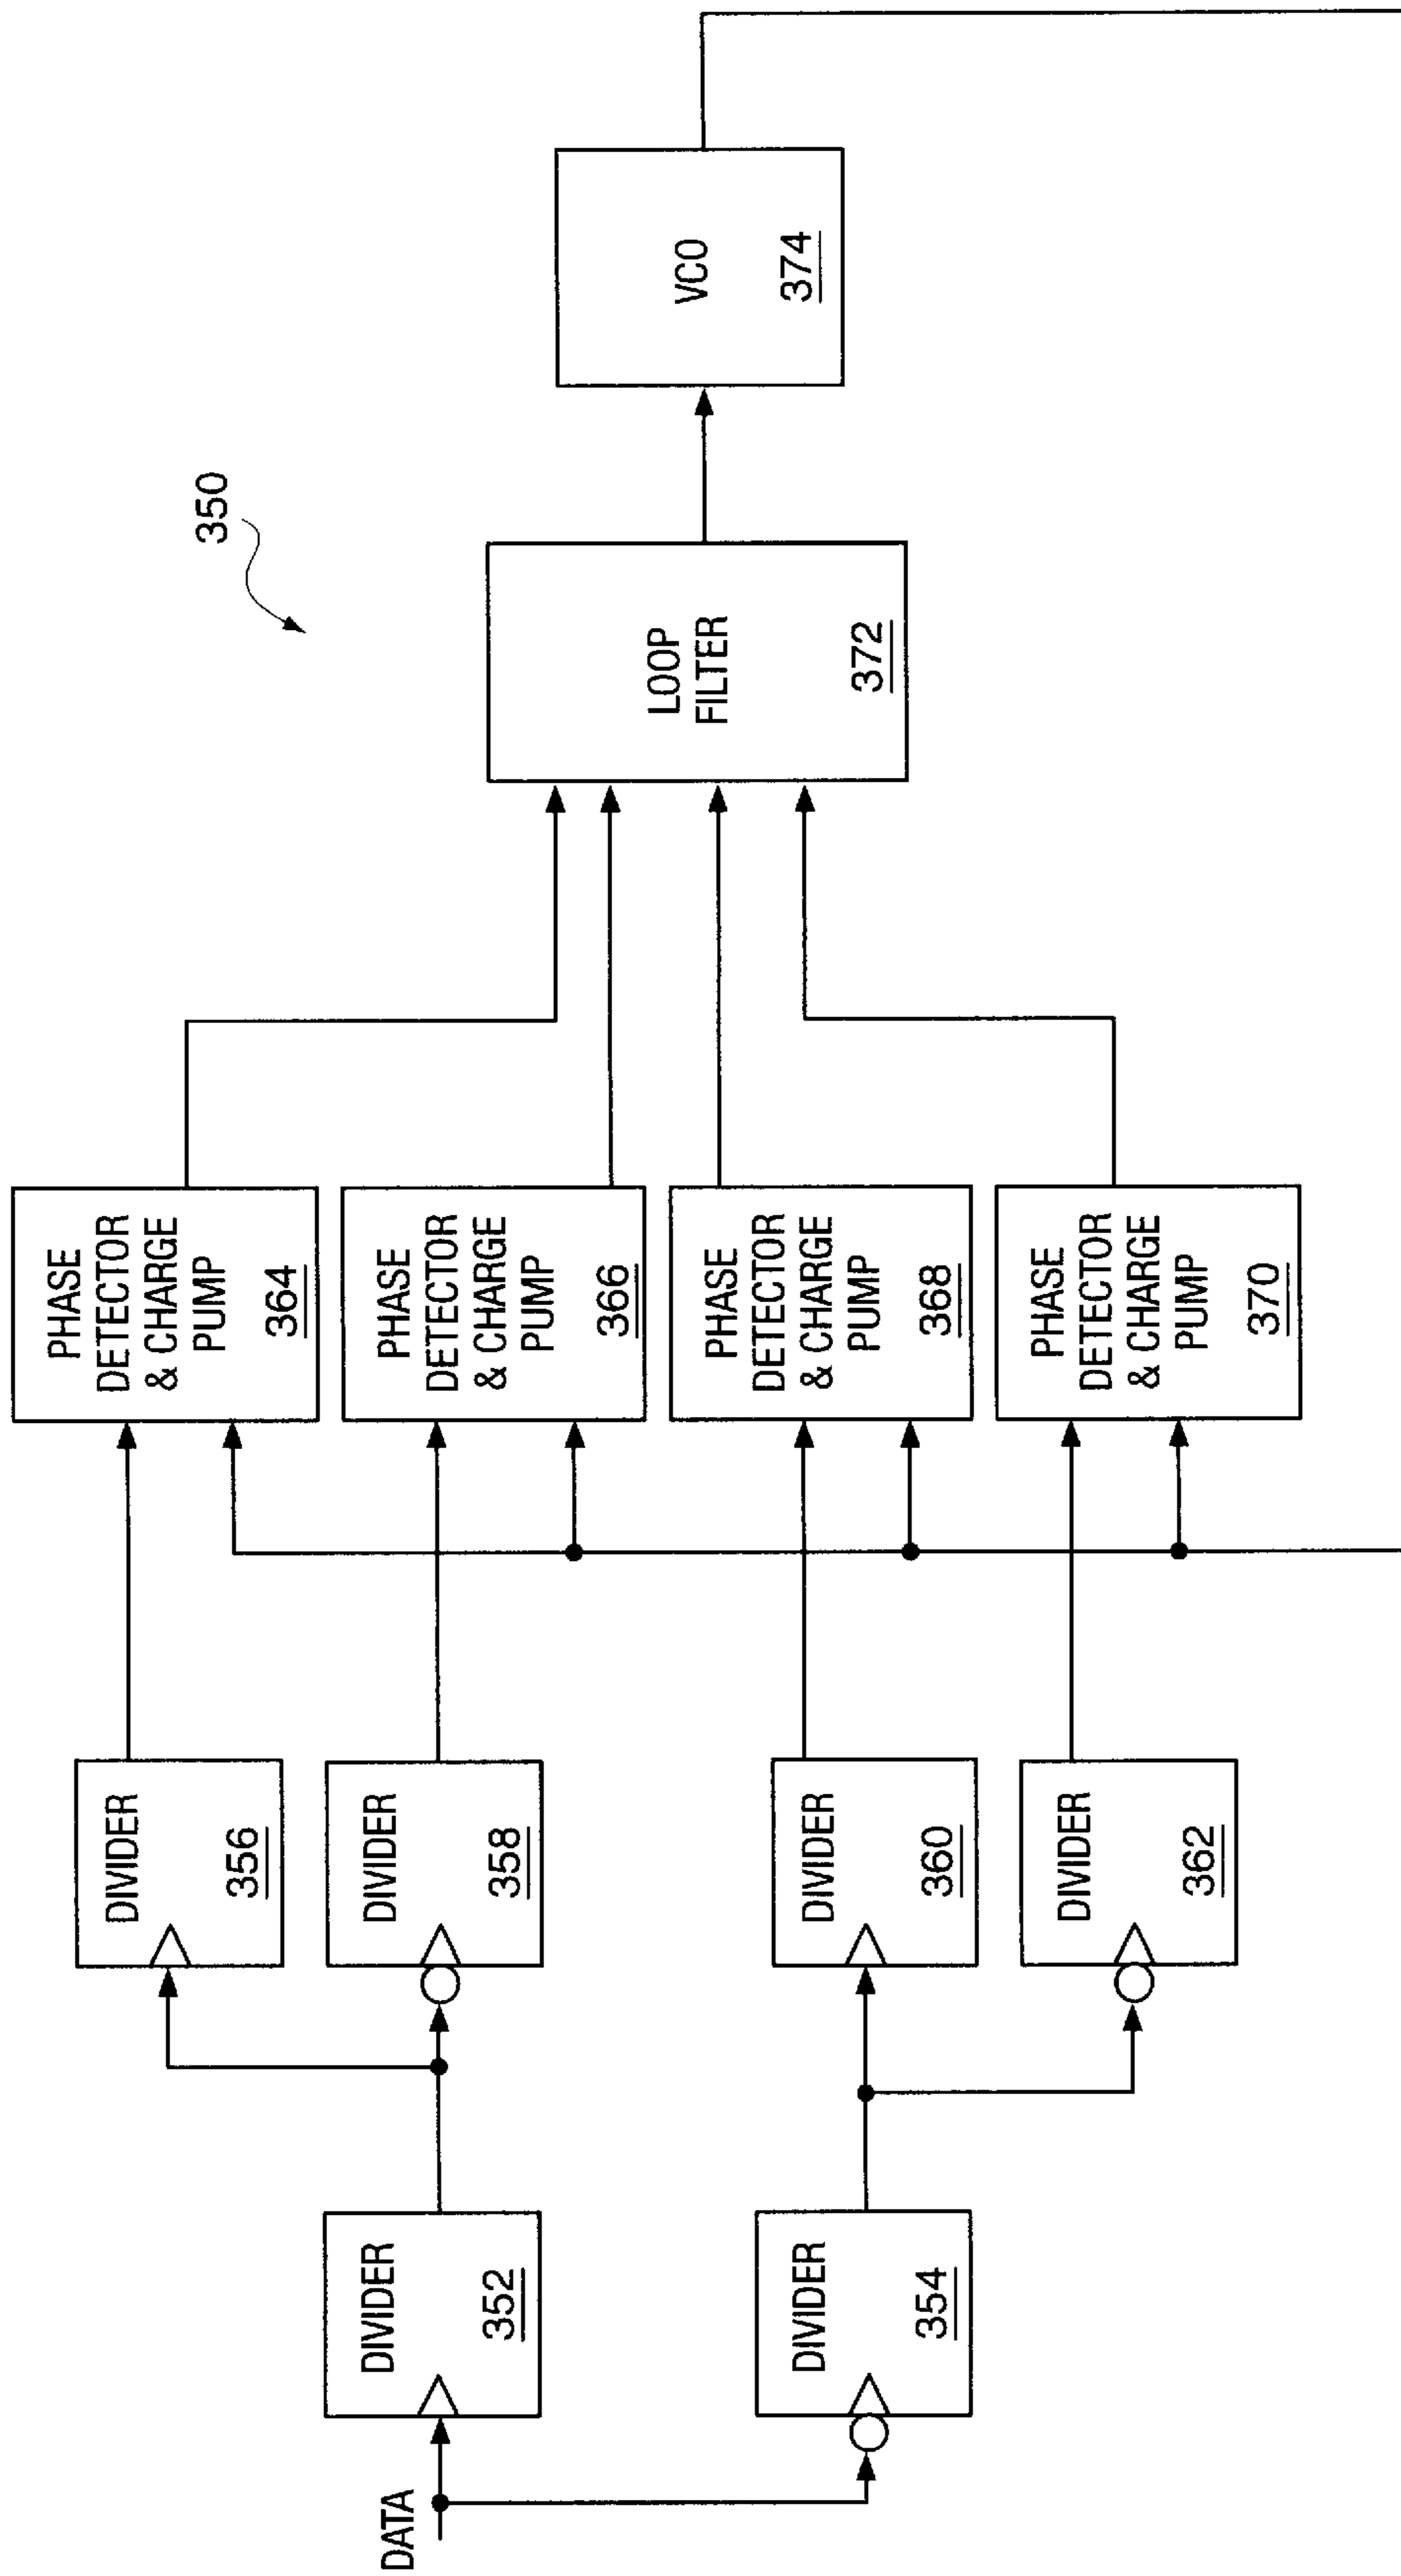 350
DATA
DIVIDER
352
DIVIDER
354
DIVIDER
356
DIVIDER
358
DIVIDER
360
DIVIDER
362
PHASE
DETECTOR
& CHARGE
PUMP
364
PHASE
DETECTOR
& CHARGE
PUMP
366
PHASE
DETECTOR
& CHARGE
PUMP
368
PHASE
DETECTOR
& CHARGE
PUMP
370
LOOP
FILTER
372
VCO
374